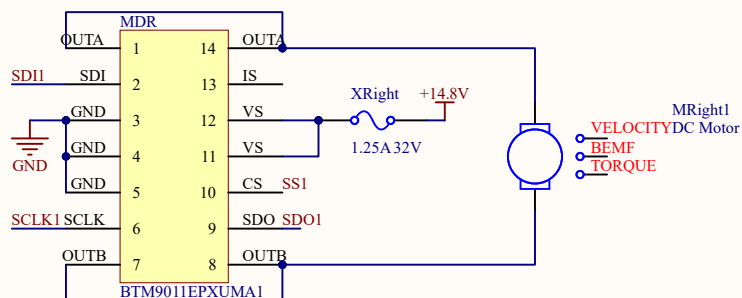 MDR
OUTA 1 14 OUTA
SDI1 SDI 2 13 IS
GND 3 12 VS XRight +14.8V
GND 4 11 VS 1.25A 32V
GND GND 5 10 CS SS1
SCLK1 SCLK 6 9 SDO SDO1
OUTB 7 8 OUTB
BTM9011EPXUMA1
MRight1
VELOCITY DC Motor
BEMF
TORQUE